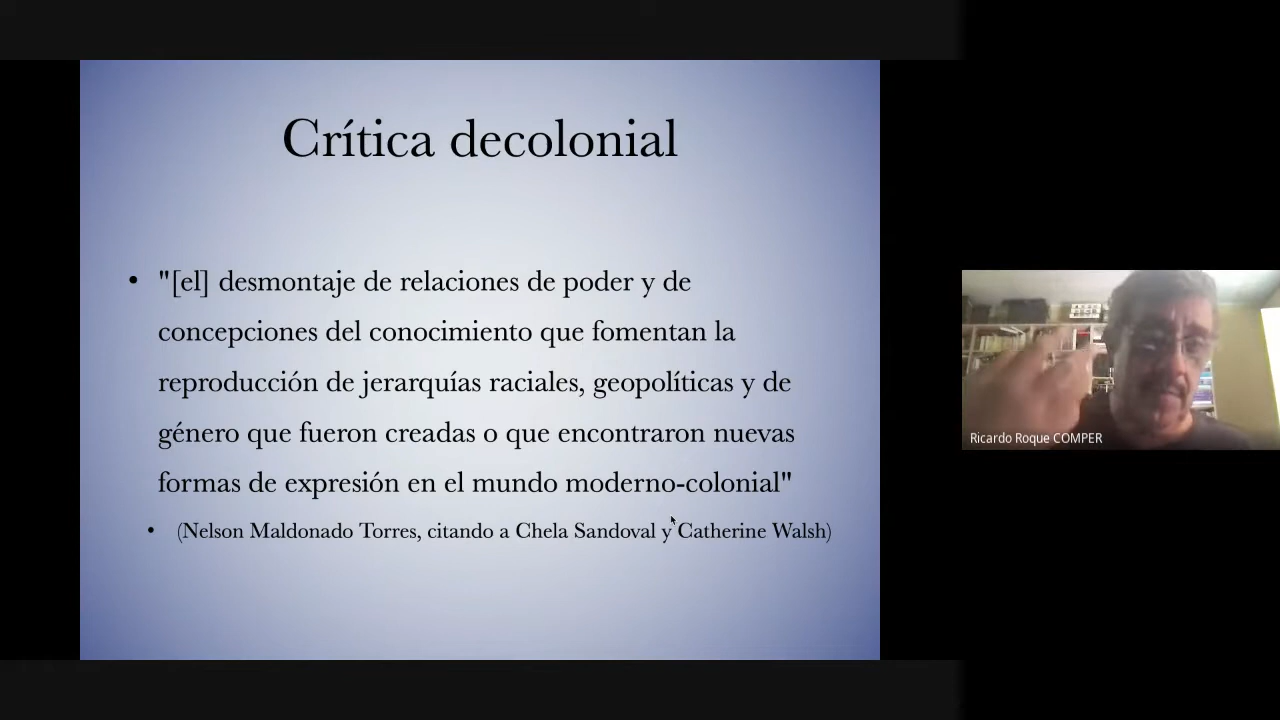 Crítica decolonial
• "[el] desmontaje de relaciones de poder y de
concepciones del conocimiento que fomentan la
reproducción de jerarquías raciales, geopolíticas y de
género que fueron creadas o que encontraron nuevas
formas de expresión en el mundo moderno-colonial"
• (Nelson Maldonado Torres, citando a Chela Sandoval y Catherine Walsh)
Ricardo Roque COMPER